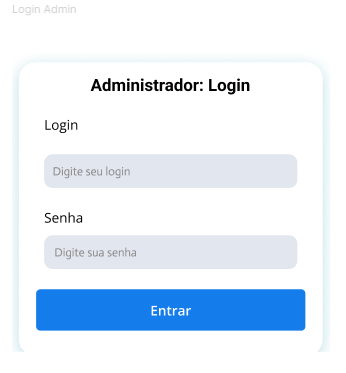 Login Admin
Administrador: Login
Login
Digite seu login
Senha
Digite sua senha
Entrar